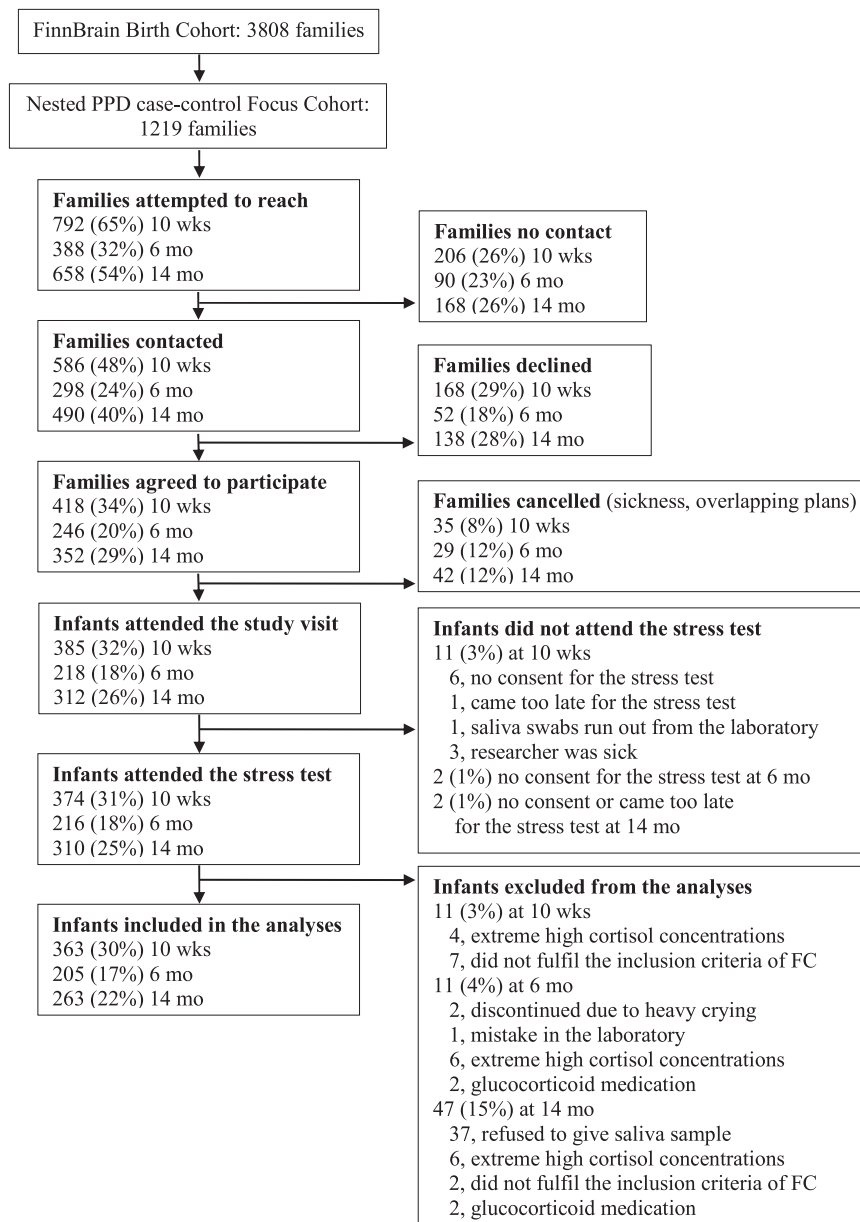 FinnBrain Birth Cohort: 3808 families
Nested PPD case-control Focus Cohort:
1219 families
Families attempted to reach
792 (65%) 10 wks
388 (32%) 6 mo
658 (54%) 14 mo
Families no contact
206 (26%) 10 wks
90 (23%) 6 mo
168 (26%) 14 mo
Families contacted
586 (48%) 10 wks
298 (24%) 6 mo
490 (40%) 14 mo
Families declined
168 (29%) 10 wks
52 (18%) 6 mo
138 (28%) 14 mo
Families agreed to participate
418 (34%) 10 wks
246 (20%) 6 mo
352 (29%) 14 mo
Families cancelled (sickness, overlapping plans)
35 (8%) 10 wks
29 (12%) 6 mo
42 (12%) 14 mo
Infants attended the study visit
385 (32%) 10 wks
218 (18%) 6 mo
312 (26%) 14 mo
Infants did not attend the stress test
11 (3%) at 10 wks
6, no consent for the stress test
1, came too late for the stress test
1, saliva swabs run out from the laboratory
3, researcher was sick
2 (1%) no consent for the stress test at 6 mo
2 (1%) no consent or came too late
for the stress test at 14 mo
Infants attended the stress test
374 (31%) 10 wks
216 (18%) 6 mo
310 (25%) 14 mo
Infants excluded from the analyses
11 (3%) at 10 wks
4, extreme high cortisol concentrations
7, did not fulfil the inclusion criteria of FC
11 (4%) at 6 mo
2, discontinued due to heavy crying
1, mistake in the laboratory
6, extreme high cortisol concentrations
2, glucocorticoid medication
47 (15%) at 14 mo
37, refused to give saliva sample
6, extreme high cortisol concentrations
2, did not fulfil the inclusion criteria of FC
2, glucocorticoid medication
Infants included in the analyses
363 (30%) 10 wks
205 (17%) 6 mo
263 (22%) 14 mo